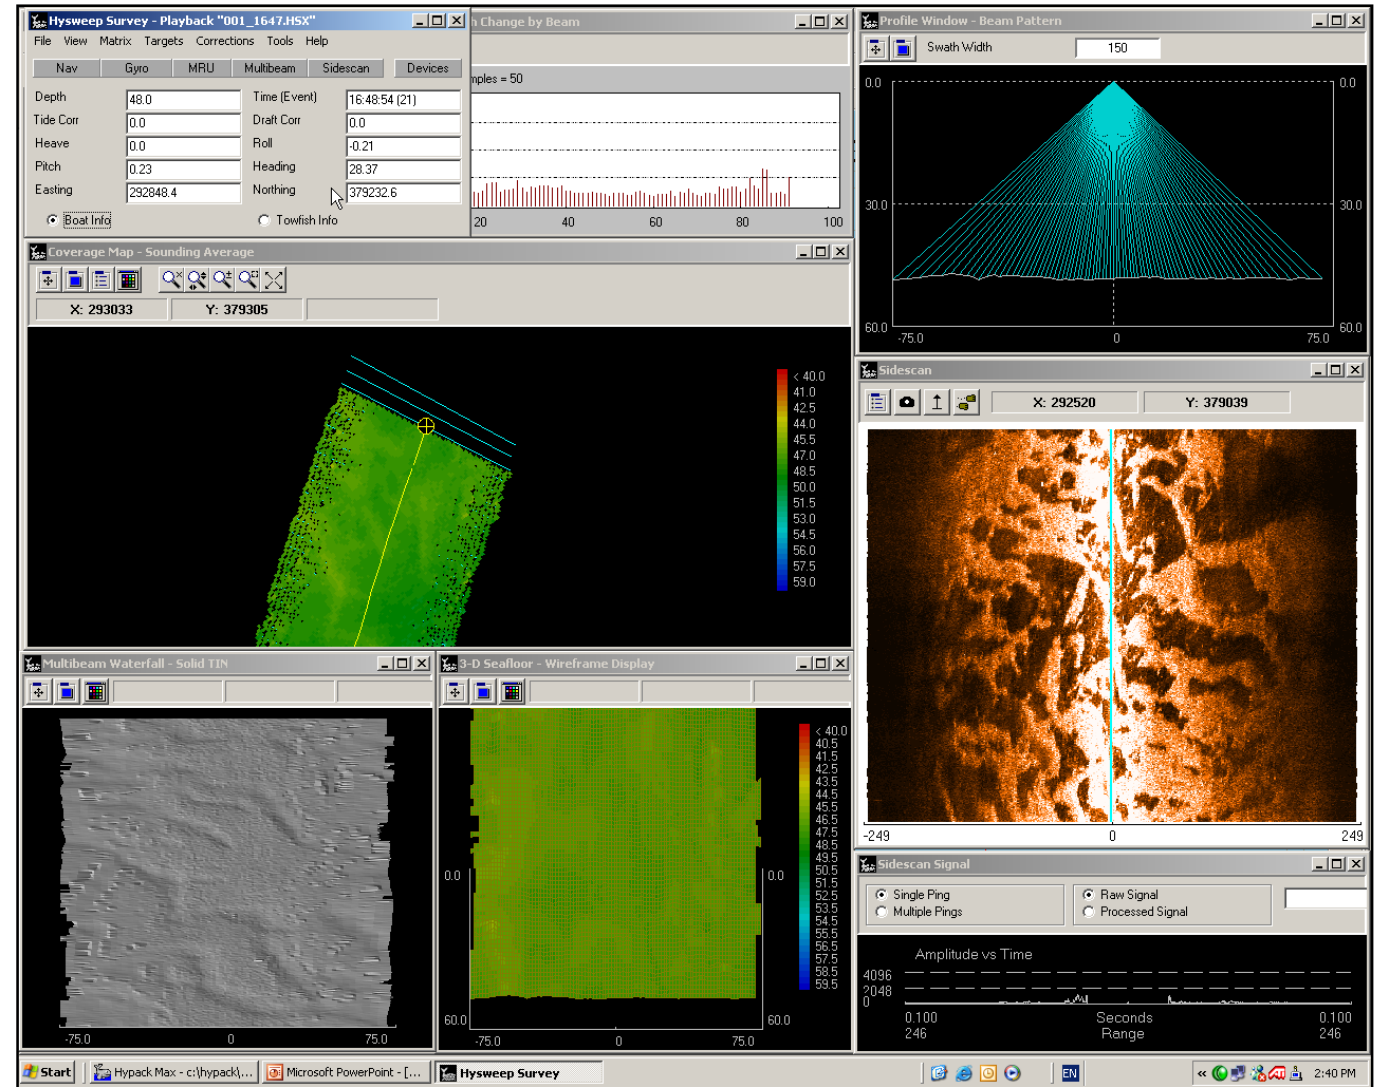 Hysweep Survey - Playback "001_1647.HSX"
File View Matrix Targets Corrections Tools Help
Nav Gyro MRU Multibeam Sidescan Devices
Depth 48.0 Time (Event) 16:48:54 (21)
Tide Corr 0.0 Draft Corr 0.0
Heave 0.0 Roll -0.21
Pitch 0.23 Heading 28.37
Easting 292848.4 Northing 379232.6
Boat Info Towfish Info
h Change by Beam
mples = 50
20 40 60 80 100
Profile Window - Beam Pattern
Swath Width 150
0.0 0.0
30.0 30.0
60.0 60.0
-75.0 0 75.0
Coverage Map - Sounding Average
X: 293033 Y: 379305
< 40.0
41.0
42.5
44.0
45.5
47.0
48.5
50.0
51.5
53.0
54.5
56.0
57.5
59.0
Sidescan
X: 292520 Y: 379039
-249 0 249
Multibeam Waterfall - Solid TIN
-75.0 0 75.0
3-D Seafloor - Wireframe Display
< 40.0
40.5
41.5
42.5
43.5
44.5
45.5
46.5
47.5
48.5
49.5
50.5
51.5
52.5
53.5
54.5
55.5
56.5
57.5
58.5
59.5
0.0 0.0
60.0 60.0
-75.0 0 75.0
Sidescan Signal
Single Ping Raw Signal
Multiple Pings Processed Signal
Amplitude vs Time
4096
2048
0
0.100 Seconds 0.100
246 Range 246
Start Hypack Max - c:\hypack\... Microsoft PowerPoint - [... Hysweep Survey EN « 2:40 PM